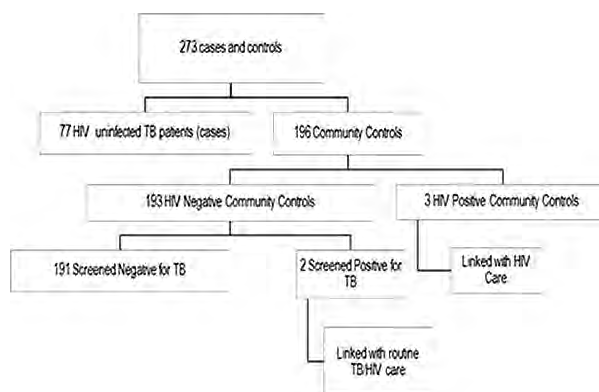 273 cases and controls
77 HIV uninfected TB patients (cases)
196 Community Controls
193 HIV Negative Community Controls
3 HIV Positive Community Controls
191 Screened Negative for TB
2 Screened Positive for
TB
Linked with HIV
Care
Linked with routine
TB/HIV care